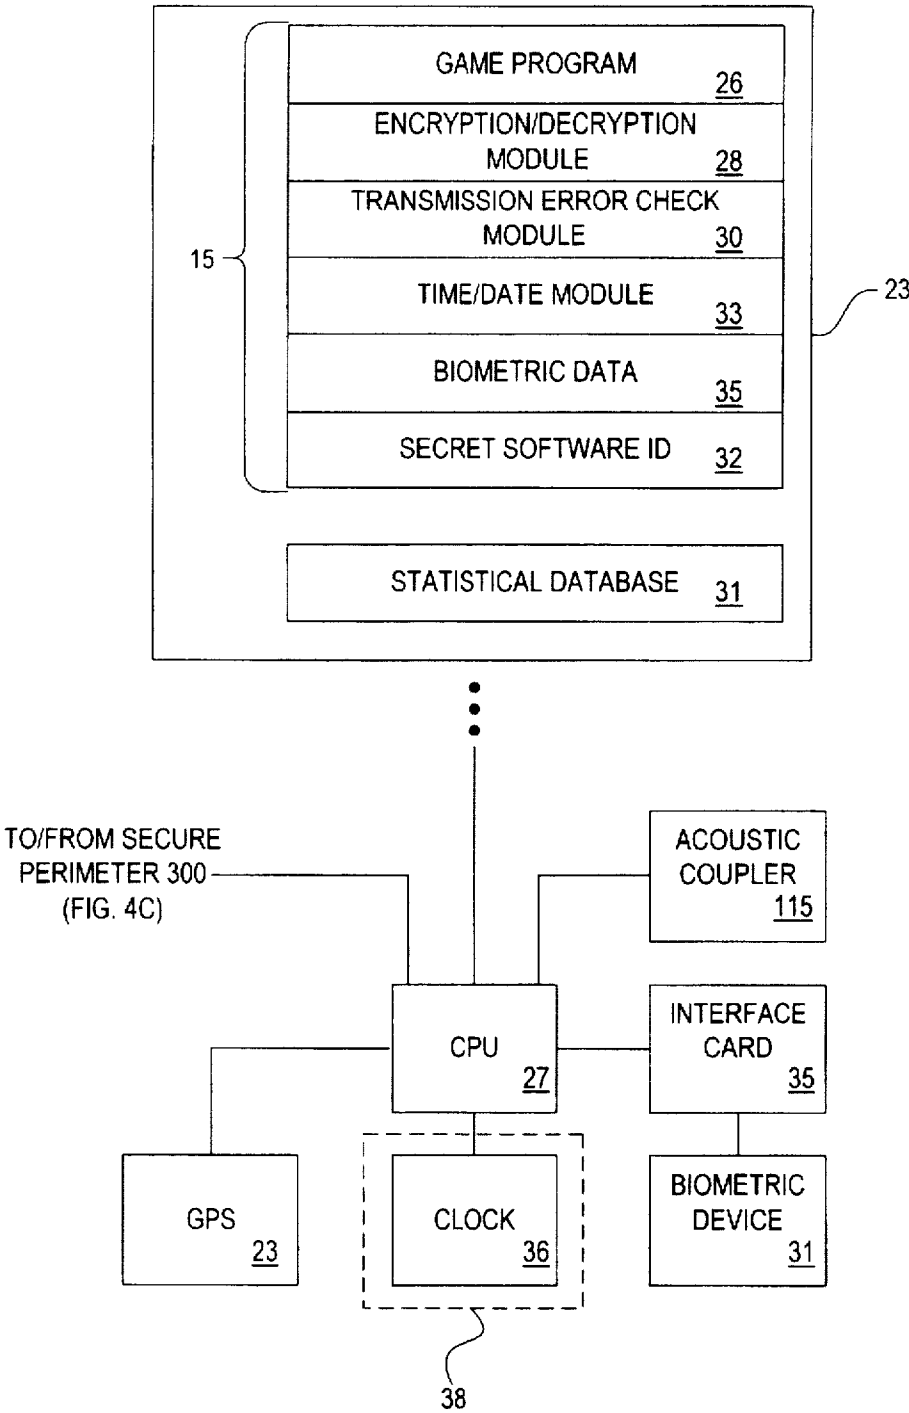 GAME PROGRAM
26
ENCRYPTION/DECRYPTION
MODULE
28
TRANSMISSION ERROR CHECK
MODULE
30
15
TIME/DATE MODULE
33
23
BIOMETRIC DATA
35
SECRET SOFTWARE ID
32
STATISTICAL DATABASE
31
TO/FROM SECURE
PERIMETER 300
(FIG. 4C)
ACOUSTIC
COUPLER
115
CPU
27
INTERFACE
CARD
35
GPS
23
CLOCK
36
BIOMETRIC
DEVICE
31
38